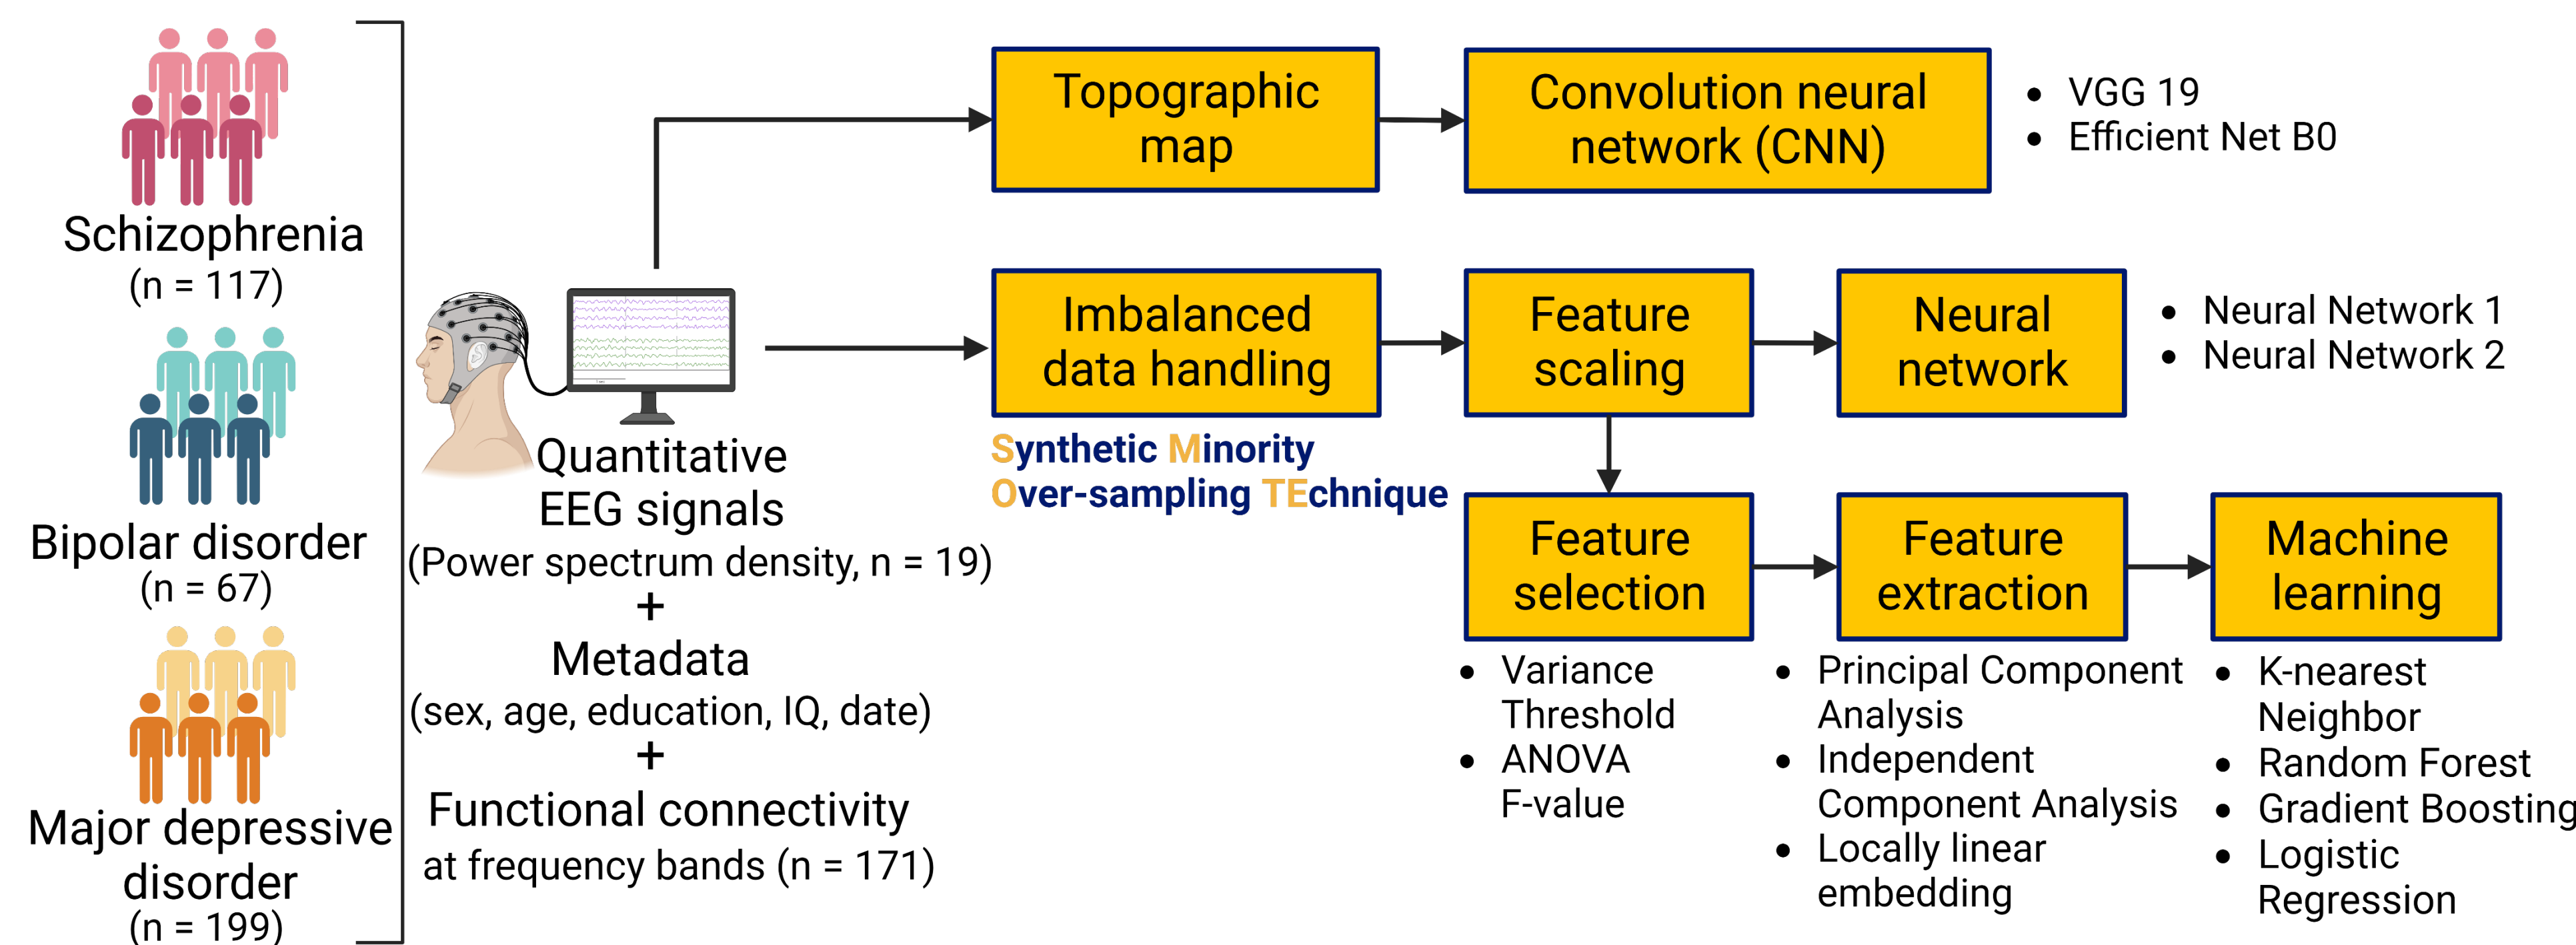 Schizophrenia
(n = 117)
Bipolar disorder
(n = 67)
Major depressive
disorder
(n = 199)
Quantitative
EEG signals
(Power spectrum density, n = 19)
+
Metadata
(sex, age, education, IQ, date)
+
Functional connectivity
at frequency bands (n = 171)
Topographic
map
Convolution neural
network (CNN)
• VGG 19
• Efficient Net B0
Imbalanced
data handling
Synthetic Minority
Over-sampling TEchnique
Feature
scaling
Neural
network
• Neural Network 1
• Neural Network 2
Feature
selection
• Variance
Threshold
• ANOVA
F-value
Feature
extraction
• Principal Component
Analysis
• Independent
Component Analysis
• Locally linear
embedding
Machine
learning
• K-nearest
Neighbor
• Random Forest
• Gradient Boosting
• Logistic
Regression